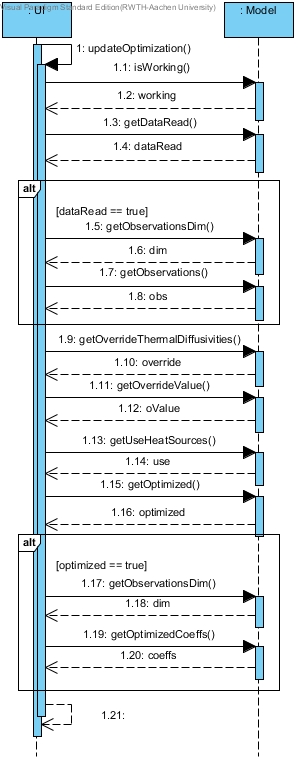 Visual Paradigm Standard Edition(RWTH-Aachen University)
: UI
: Model
1: updateOptimization()
1.1: isWorking()
1.2: working
1.3: getDataRead()
1.4: dataRead
alt
[dataRead == true]
1.5: getObservationsDim()
1.6: dim
1.7: getObservations()
1.8: obs
1.9: getOverrideThermalDiffusivities()
1.10: override
1.11: getOverrideValue()
1.12: oValue
1.13: getUseHeatSources()
1.14: use
1.15: getOptimized()
1.16: optimized
alt
[optimized == true]
1.17: getObservationsDim()
1.18: dim
1.19: getOptimizedCoeffs()
1.20: coeffs
1.21: